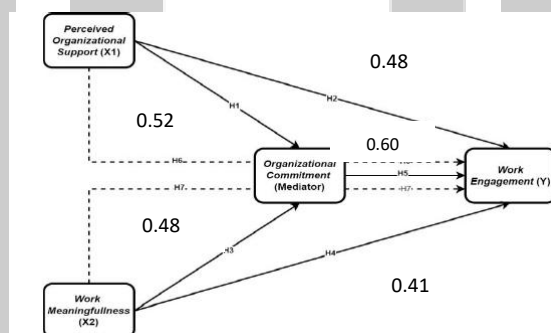 Perceived
Organizational
Support (X1)
0.48
H2
H1
0.52
0.60
H6
Organizational
Commitment
(Mediator)
H5
Work
Engagement (Y)
H7
H7
0.48
H3
H4
0.41
Work
Meaningfullness
(X2)